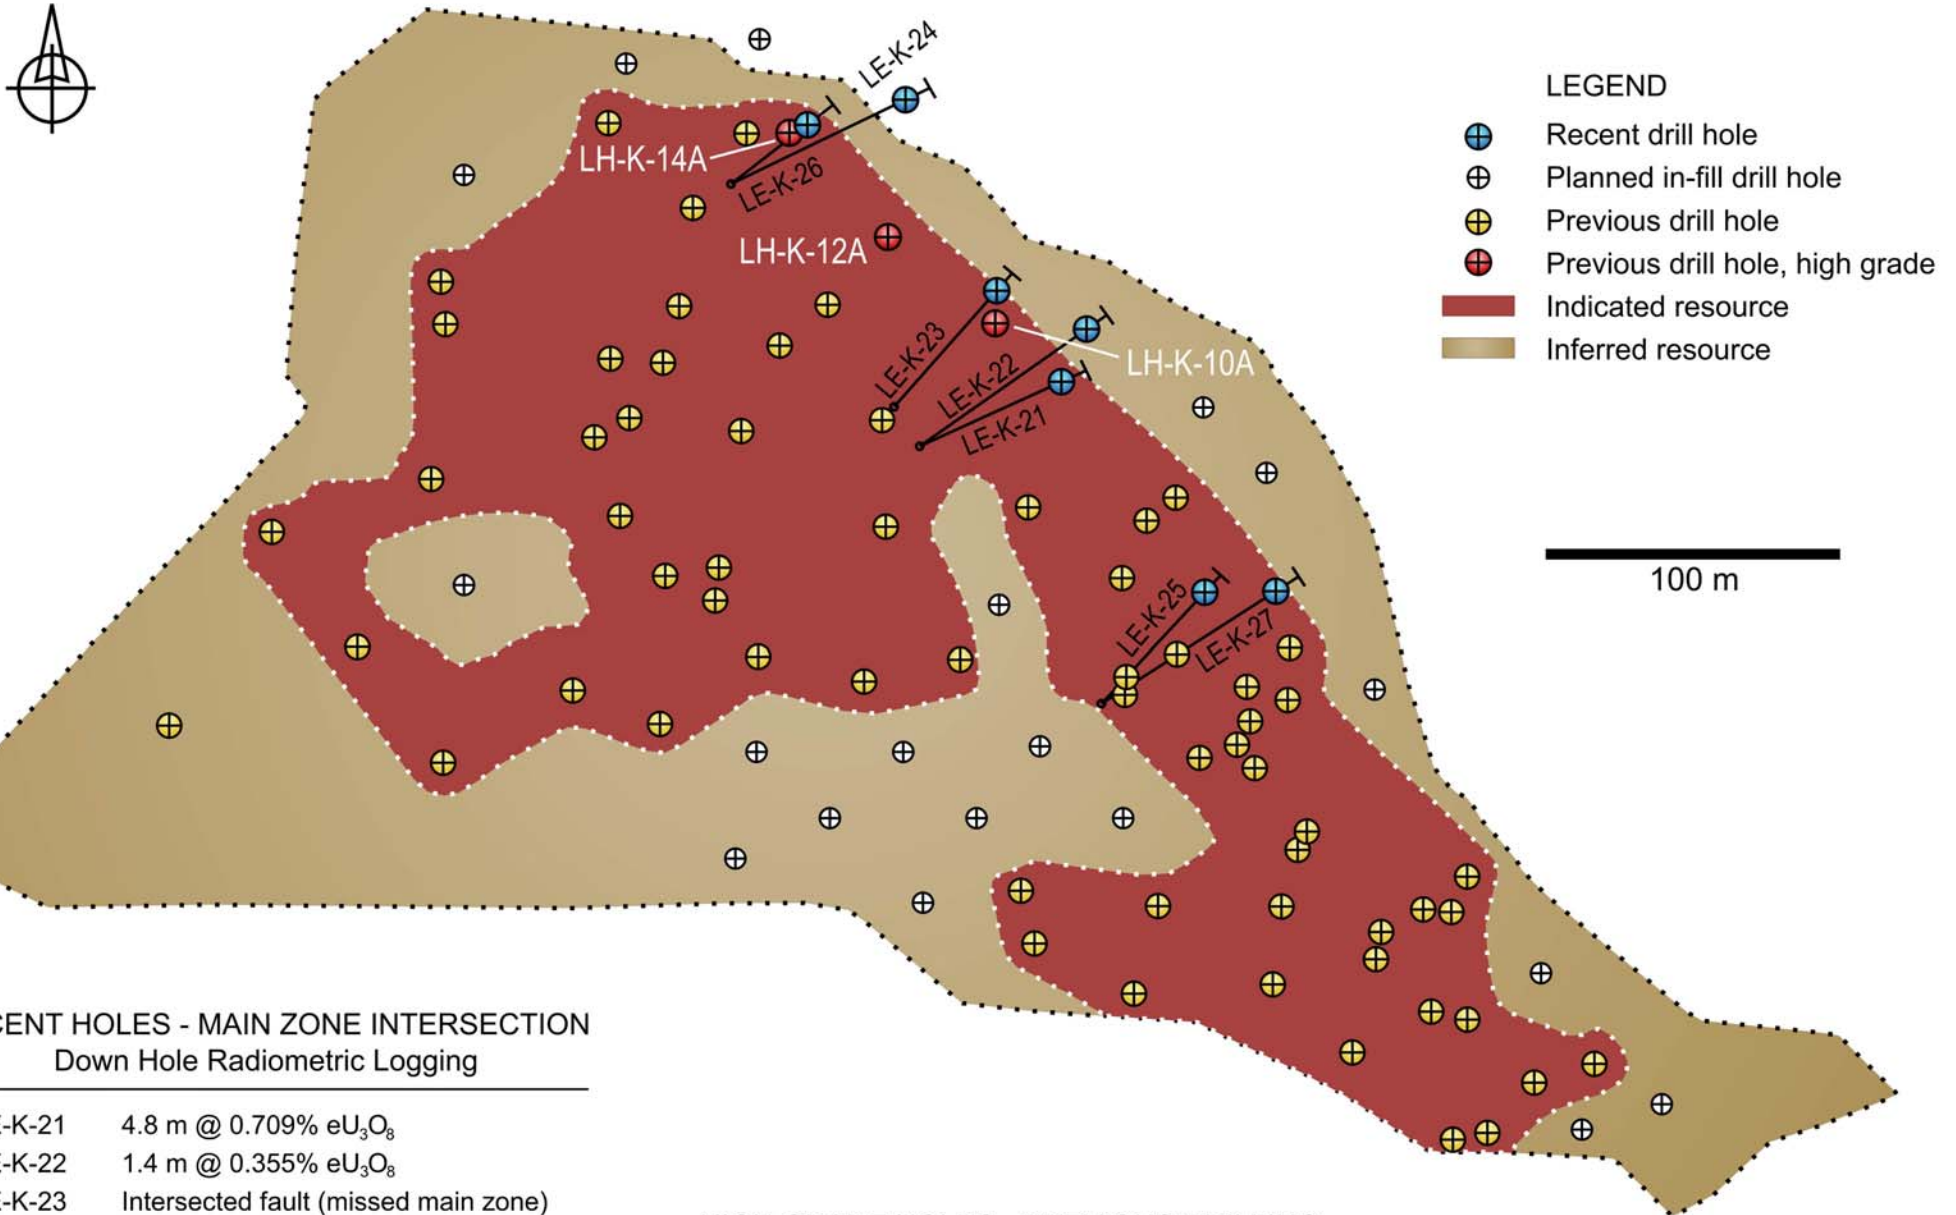 LE-K-24
LEGEND
Recent drill hole
Planned in-fill drill hole
Previous drill hole
Previous drill hole, high grade
Indicated resource
Inferred resource
LH-K-14A
LE-K-26
LH-K-12A
LE-K-23
LH-K-10A
LE-K-22
LE-K-21
100 m
LE-K-25
LE-K-27
CENT HOLES - MAIN ZONE INTERSECTION
Down Hole Radiometric Logging
E-K-21 4.8 m @ 0.709% eU₃O₈
E-K-22 1.4 m @ 0.355% eU₃O₈
E-K-23 Intersected fault (missed main zone)